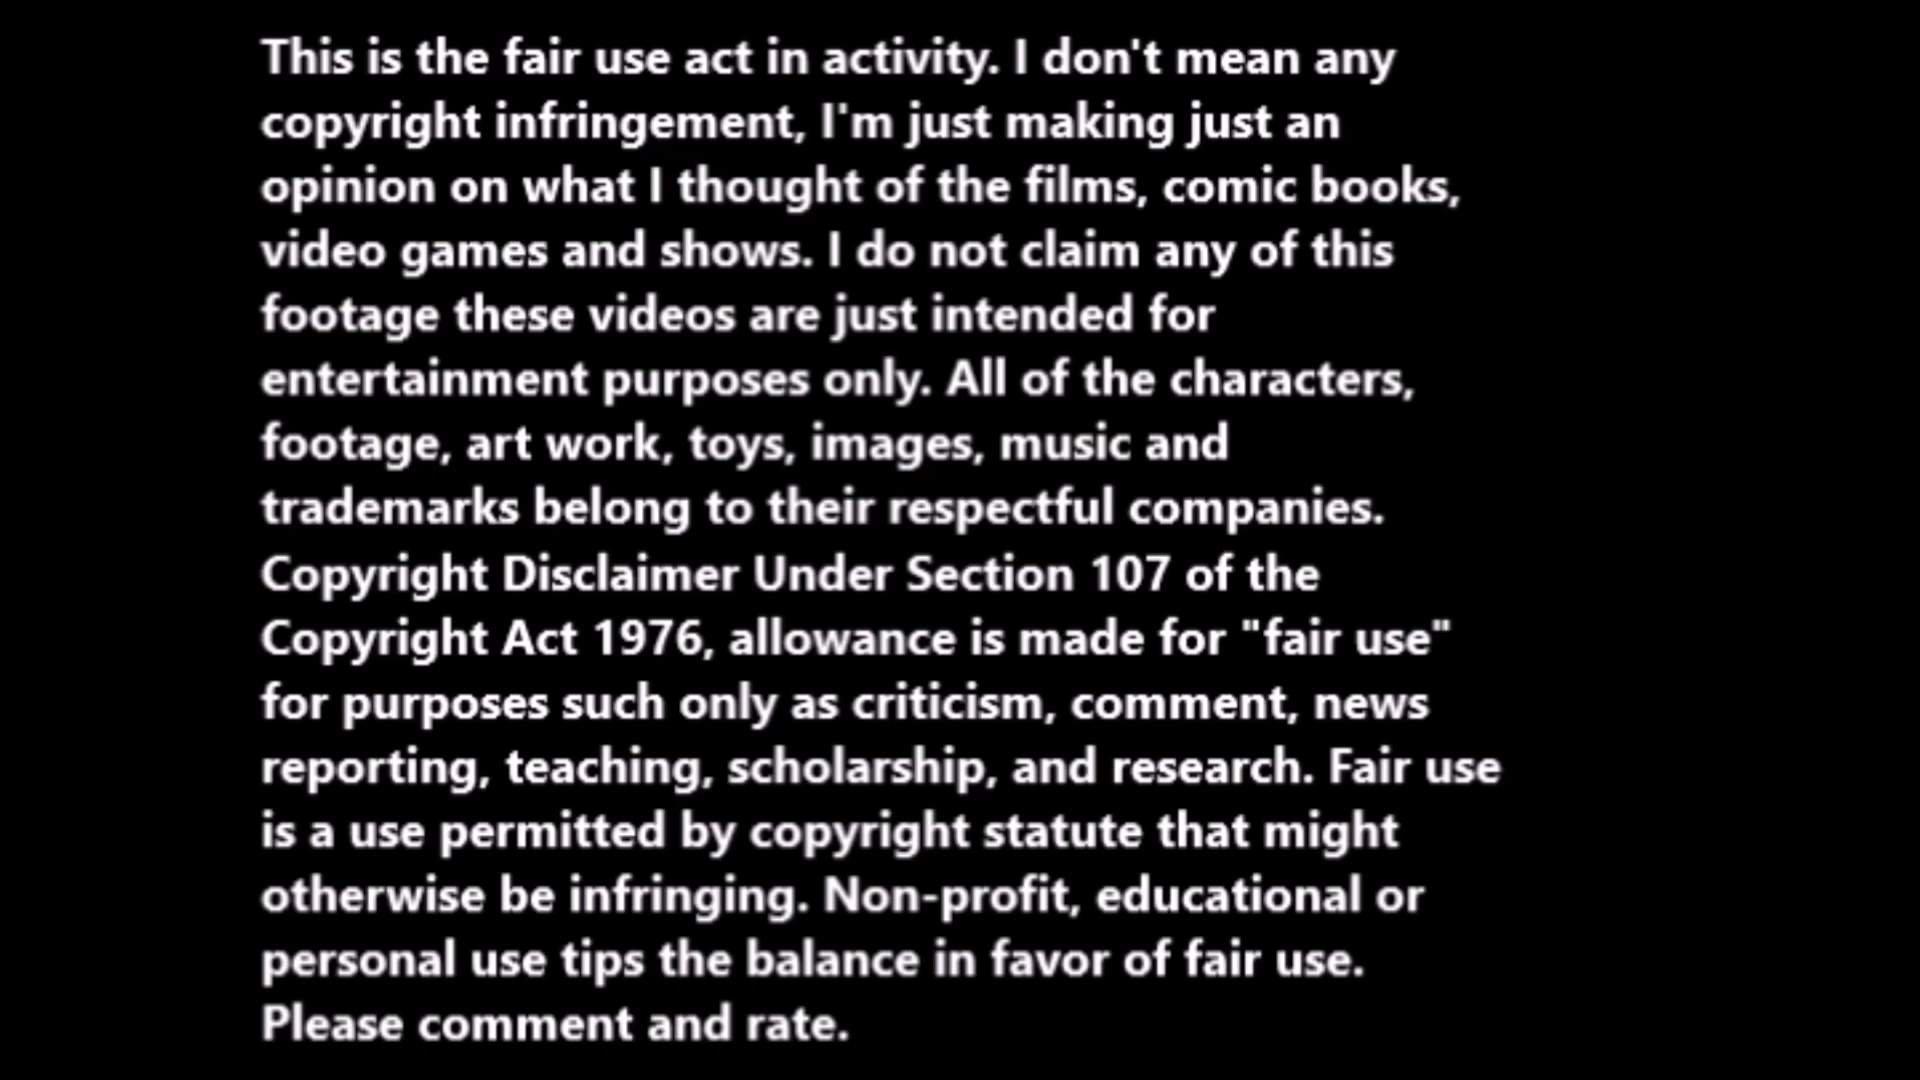 This is the fair use act in activity. I don't mean any
copyright infringement, I'm just making just an
opinion on what I thought of the films, comic books,
video games and shows. I do not claim any of this
footage these videos are just intended for
entertainment purposes only. All of the characters,
footage, art work, toys, images, music and
trademarks belong to their respectful companies.
Copyright Disclaimer Under Section 107 of the
Copyright Act 1976, allowance is made for "fair use"
for purposes such only as criticism, comment, news
reporting, teaching, scholarship, and research. Fair use
is a use permitted by copyright statute that might
otherwise be infringing. Non-profit, educational or
personal use tips the balance in favor of fair use.
Please comment and rate.